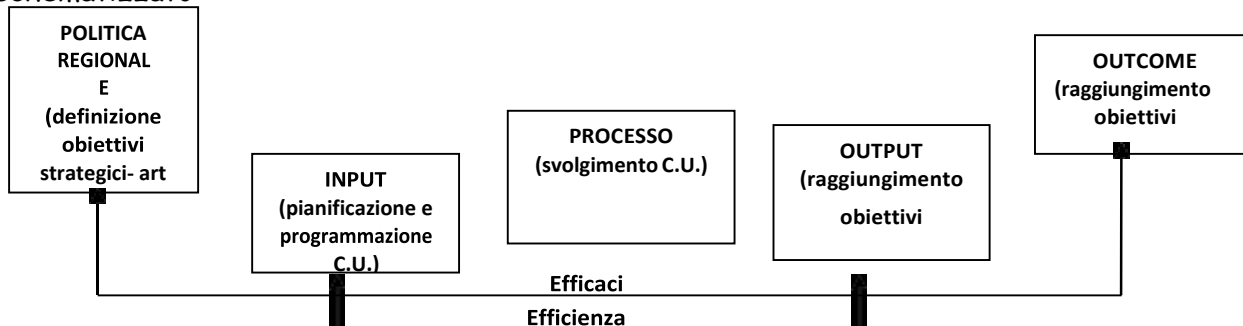 POLITICA
REGIONAL
E
(definizione
obiettivi
strategici- art
INPUT
(pianificazione e
programmazione
C.U.)
PROCESSO
(svolgimento C.U.)
OUTPUT
(raggiungimento
obiettivi
OUTCOME
(raggiungimento
obiettivi
Efficaci
Efficienza